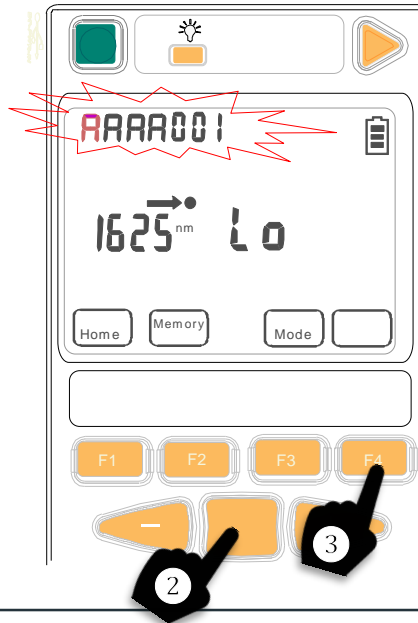 AAAA001
1625 nm Lo
Home Memory Mode
F1 F2 F3 F4
−
2 3